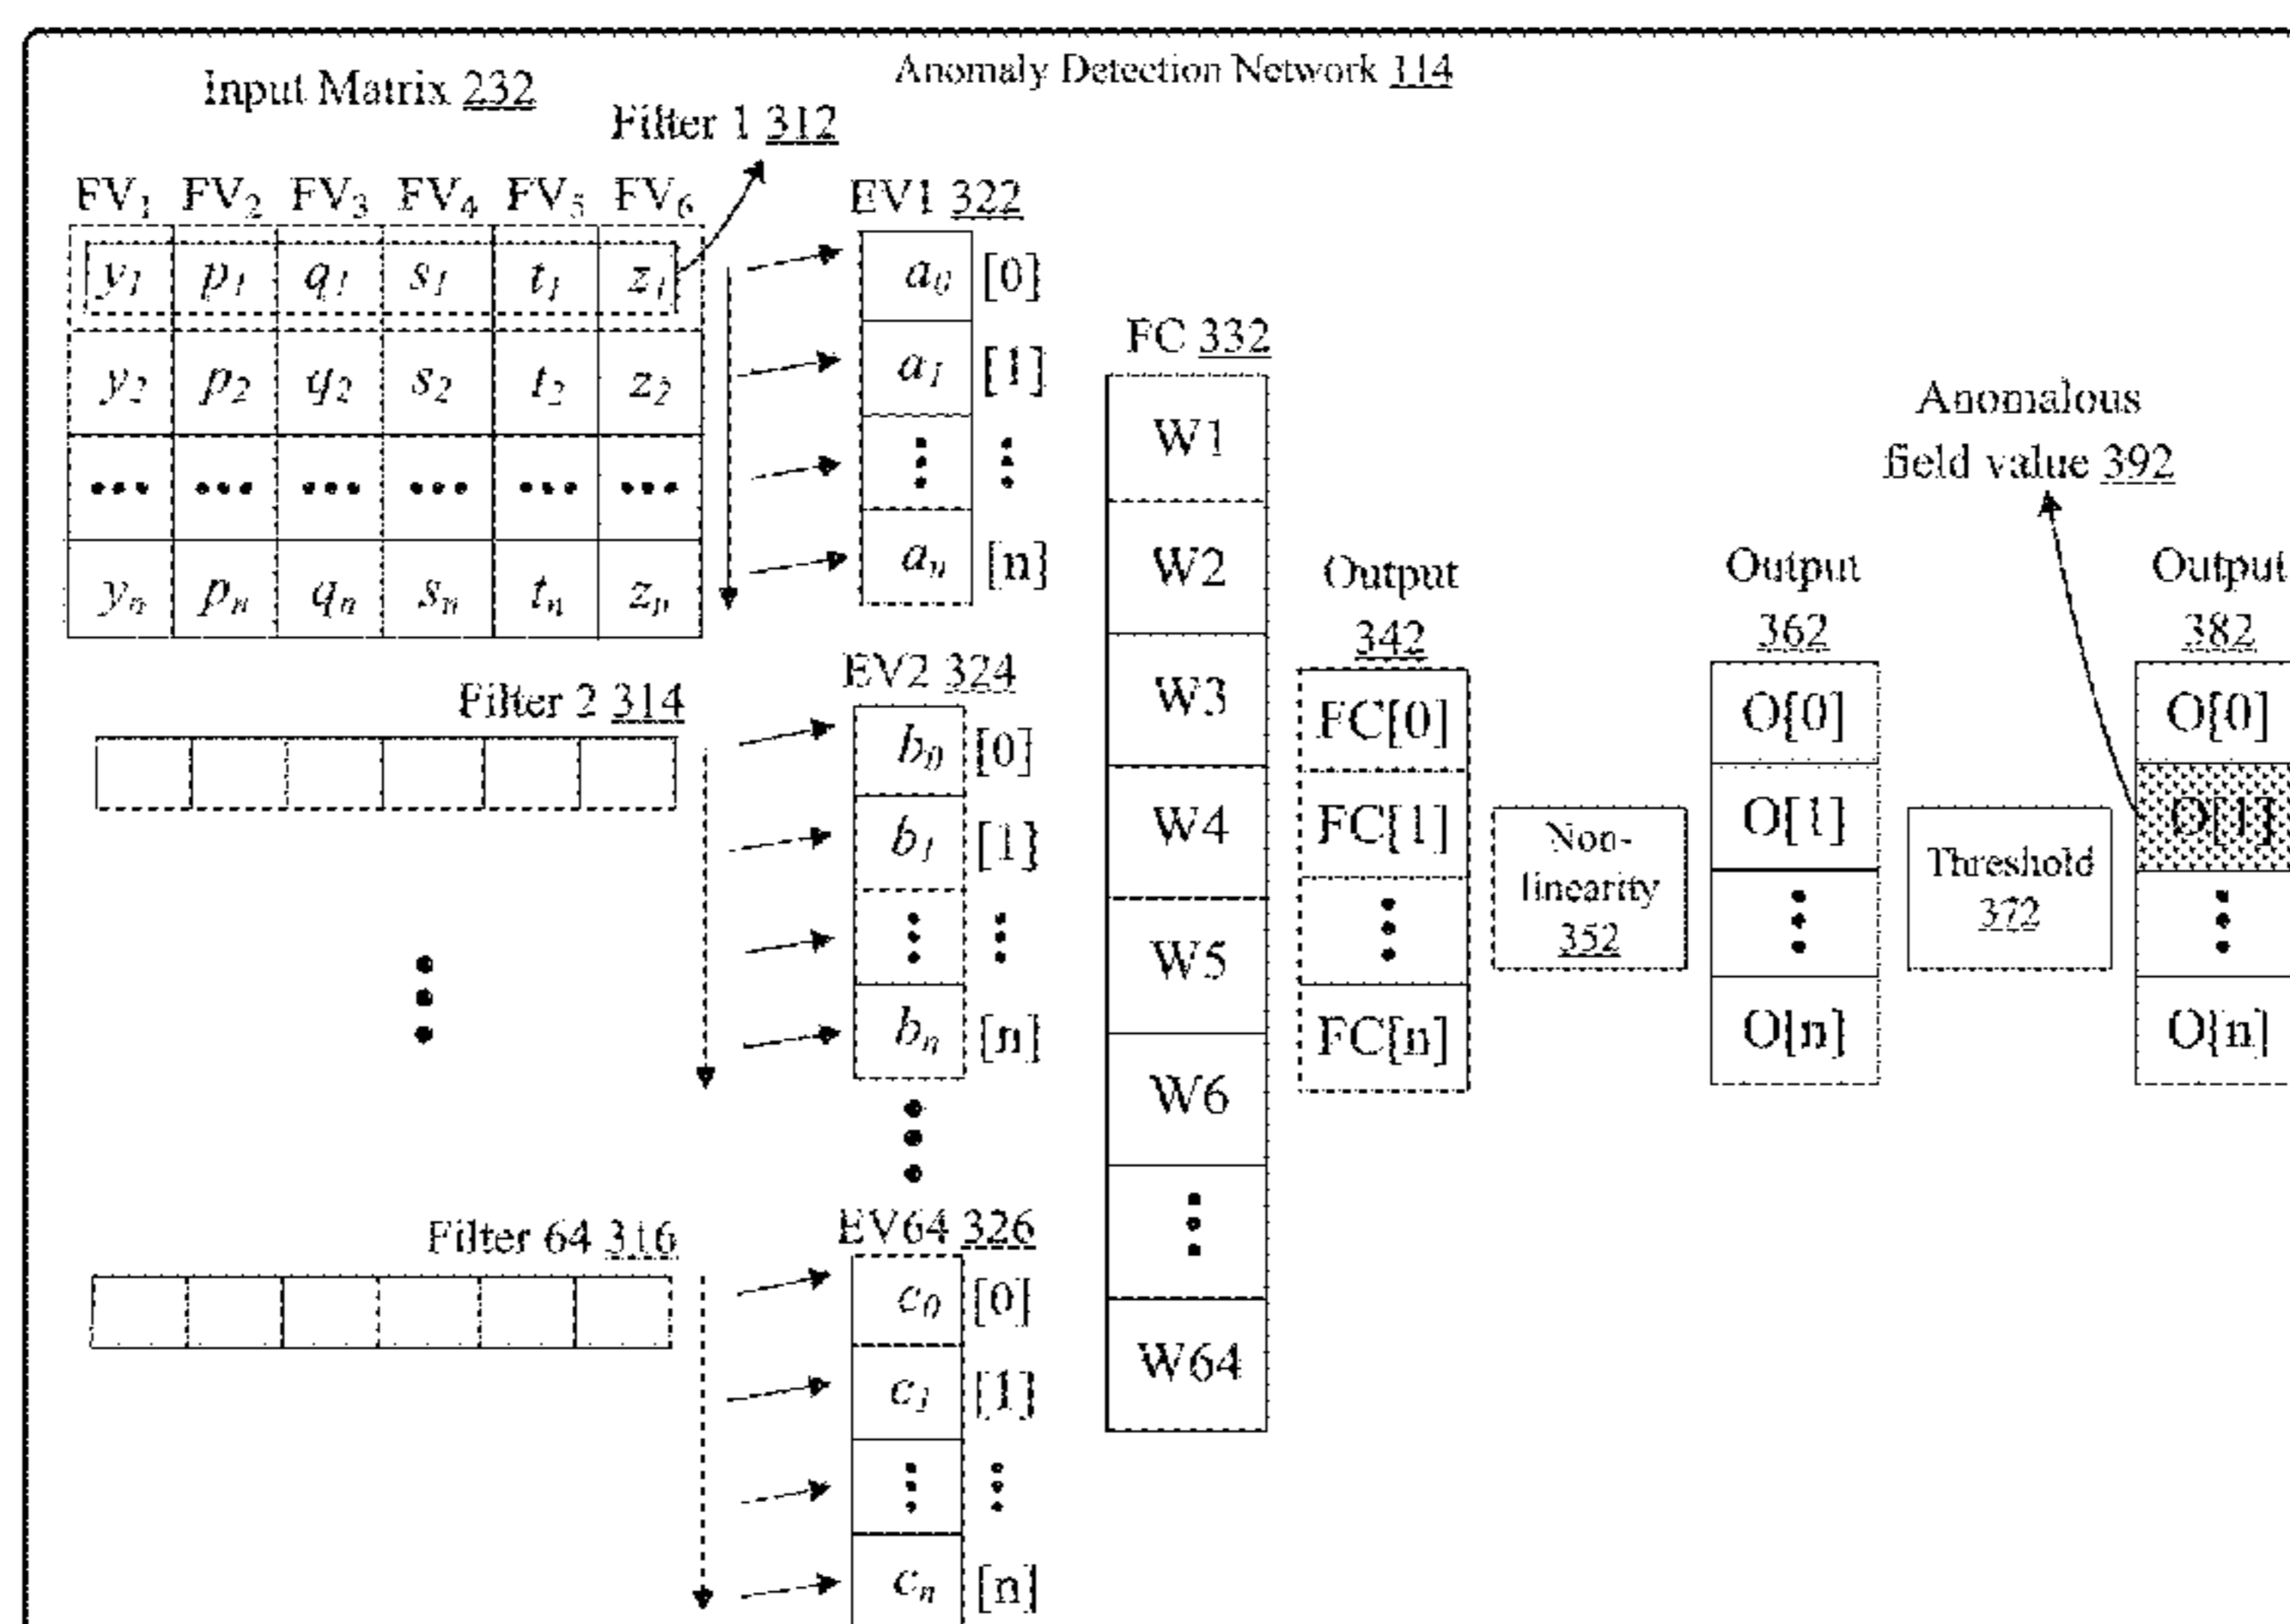 Anomaly Detection Network 114
Input Matrix 232
Filter 1 312
FV1 FV2 FV3 FV4 FV5 FV6
y1 p1 q1 s1 t1 z1
y2 p2 q2 s2 t2 z2
yn pn qn sn tn zn
EV1 322
a0 [0]
a1 [1]
an [n]
Filter 2 314
EV2 324
b0 [0]
b1 [1]
bn [n]
Filter 64 316
EV64 326
c0 [0]
c1 [1]
cn [n]
FC 332
W1
W2
W3
W4
W5
W6
W64
Output
342
FC[0]
FC[1]
FC[n]
Non-
linearity
352
Output
362
O[0]
O[1]
O[n]
Threshold
372
Anomalous
field value 392
Output
382
O[0]
O[1]
O[n]